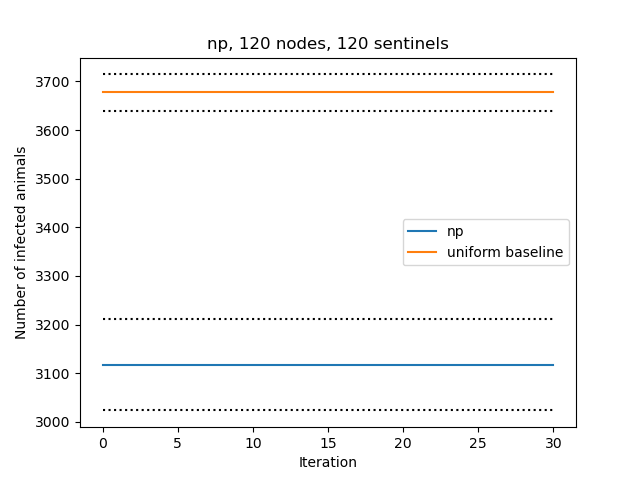 np, 120 nodes, 120 sentinels
Number of infected animals
3700
3600
3500
3400
3300
3200
3100
3000
np
uniform baseline
0 5 10 15 20 25 30
Iteration